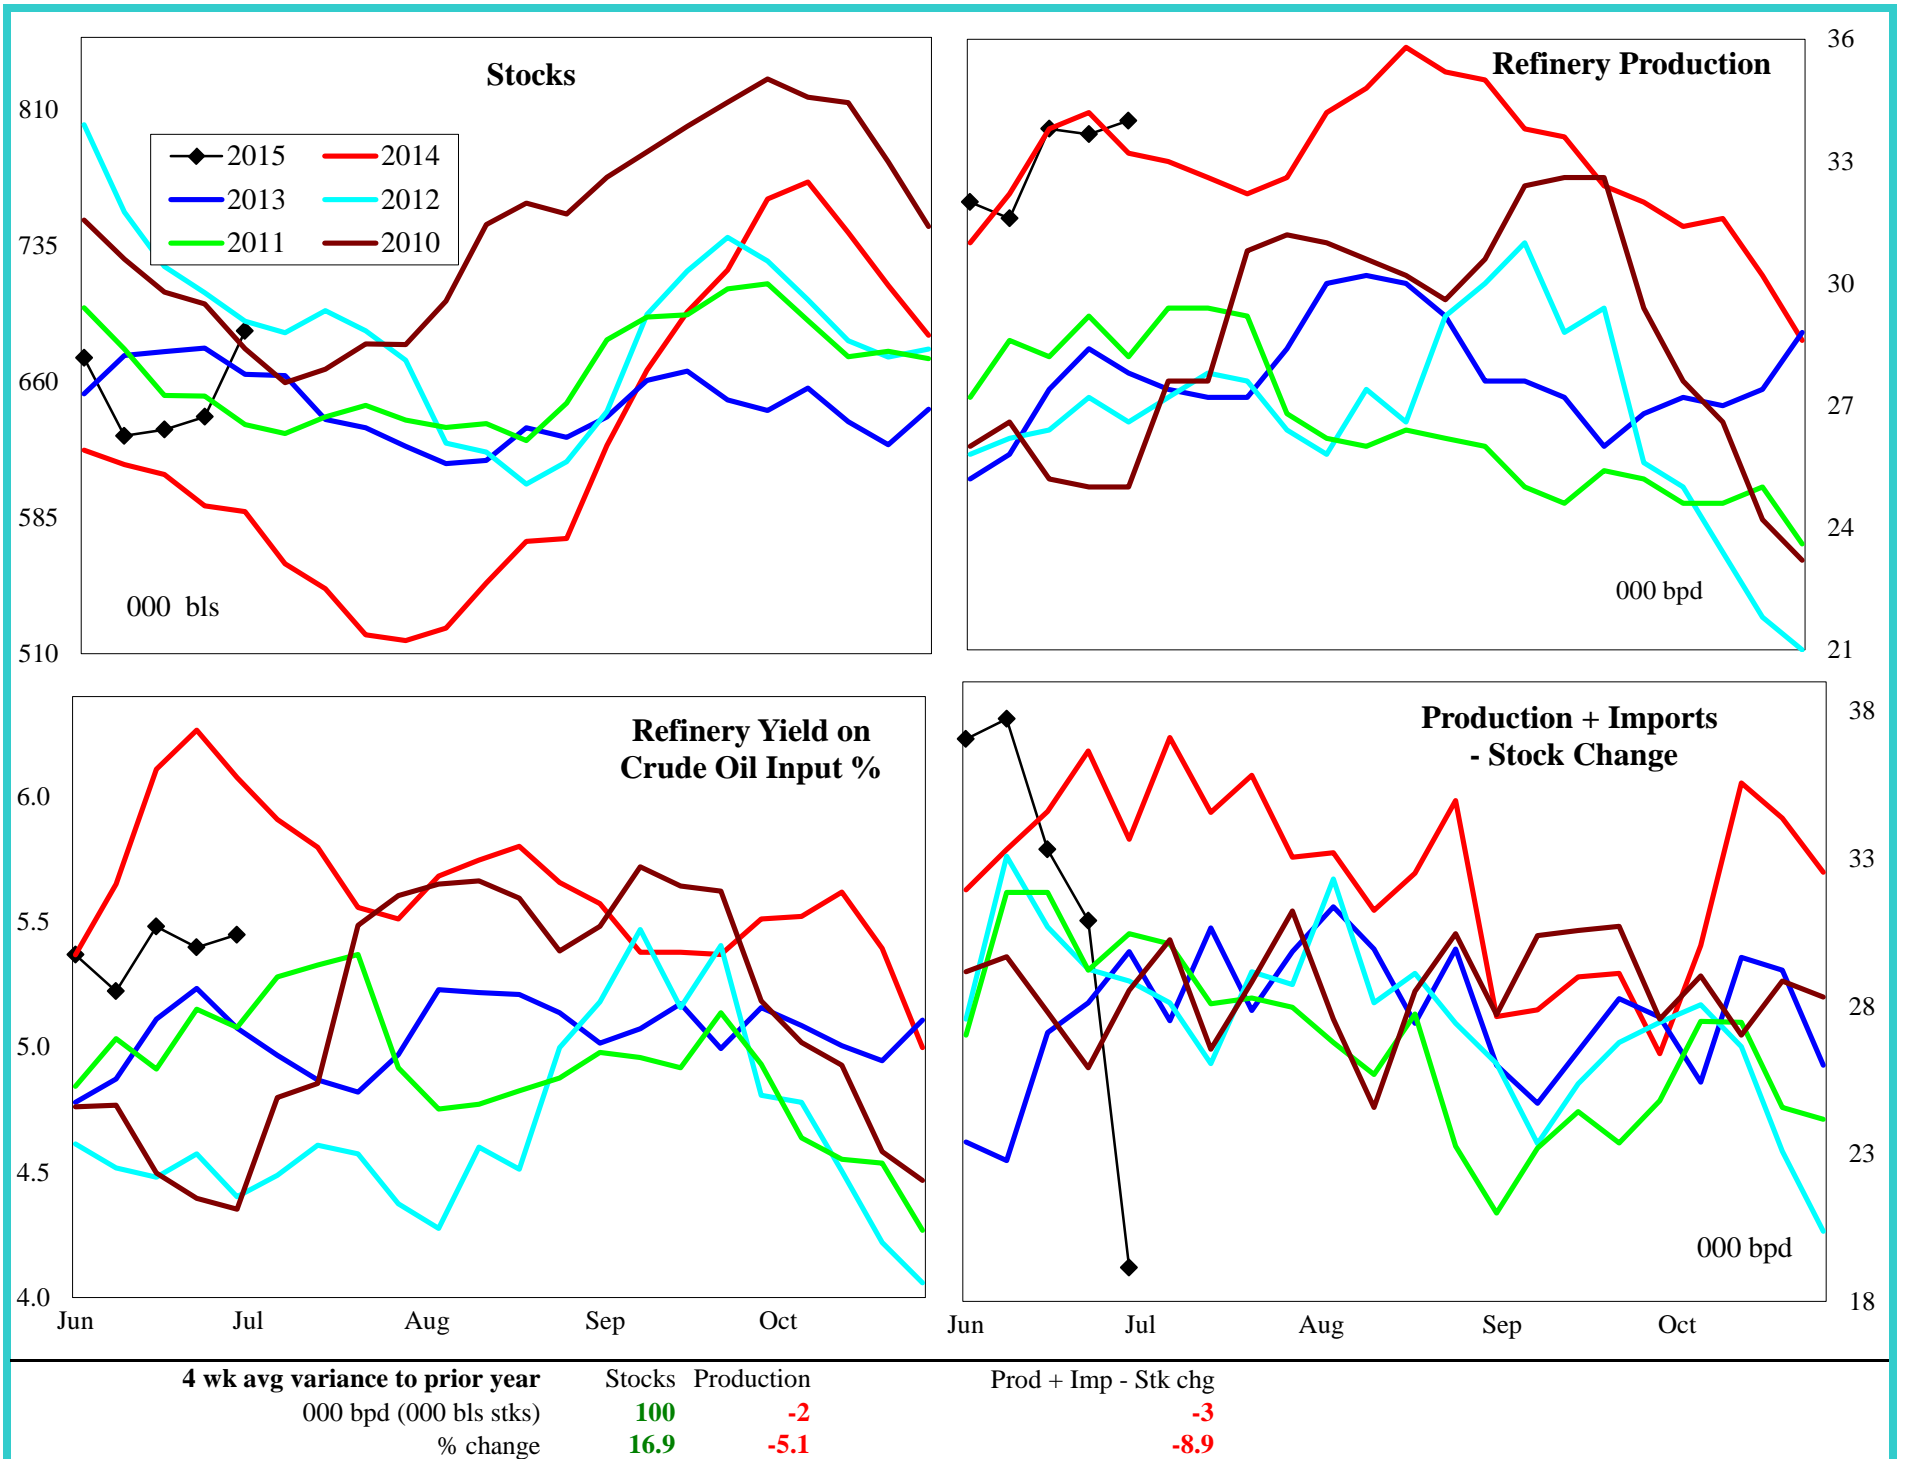 Stocks
810
735
660
585
510
2015
2014
2013
2012
2011
2010
000 bls
Refinery Production
36
33
30
27
24
21
000 bpd
Refinery Yield on
Crude Oil Input %
6.0
5.5
5.0
4.5
4.0
Jun Jul Aug Sep Oct
Production + Imports
- Stock Change
38
33
28
23
18
000 bpd
Jun Jul Aug Sep Oct
4 wk avg variance to prior year Stocks Production Prod + Imp - Stk chg
000 bpd (000 bls stks) 100 -2 -3
% change 16.9 -5.1 -8.9